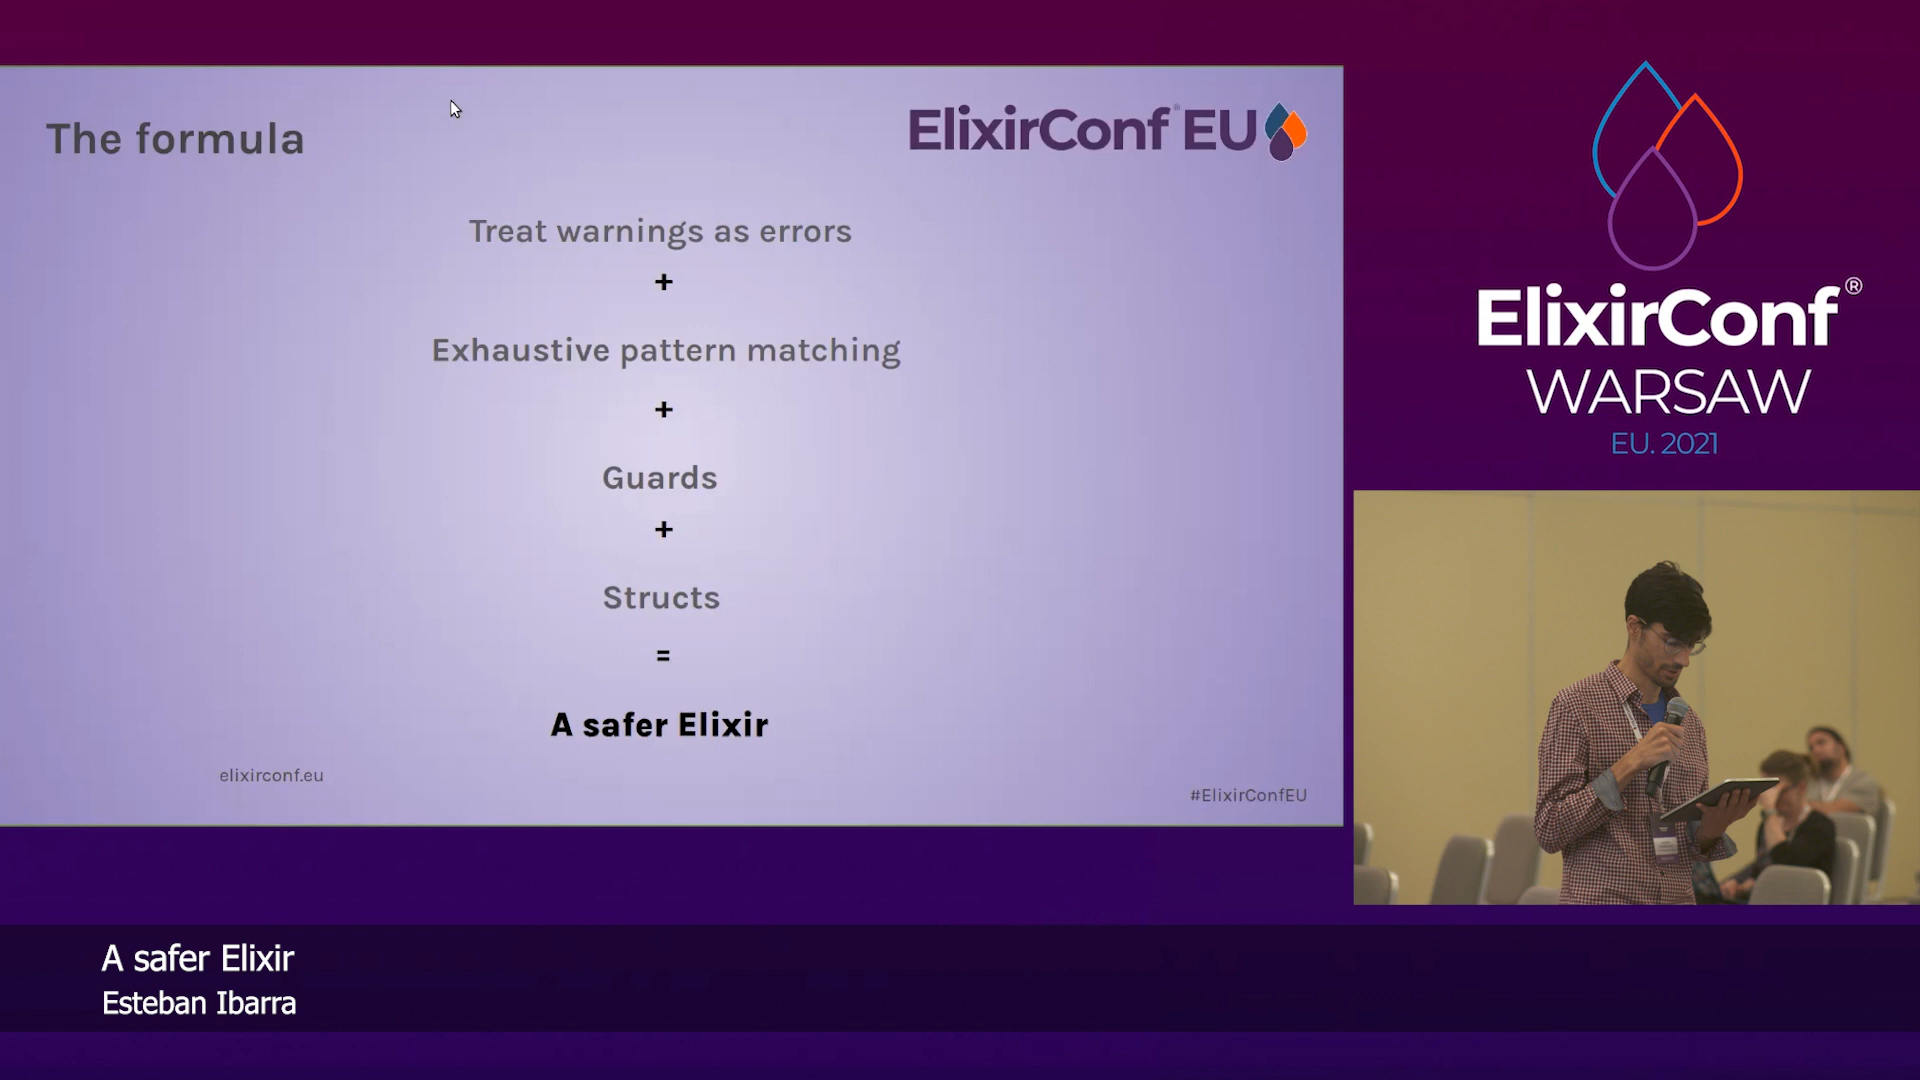 The formula
ElixirConf® EU
Treat warnings as errors
+
Exhaustive pattern matching
+
Guards
+
Structs
=
A safer Elixir
elixirconf.eu
#ElixirConfEU
ElixirConf®
WARSAW
EU. 2021
A safer Elixir
Esteban Ibarra